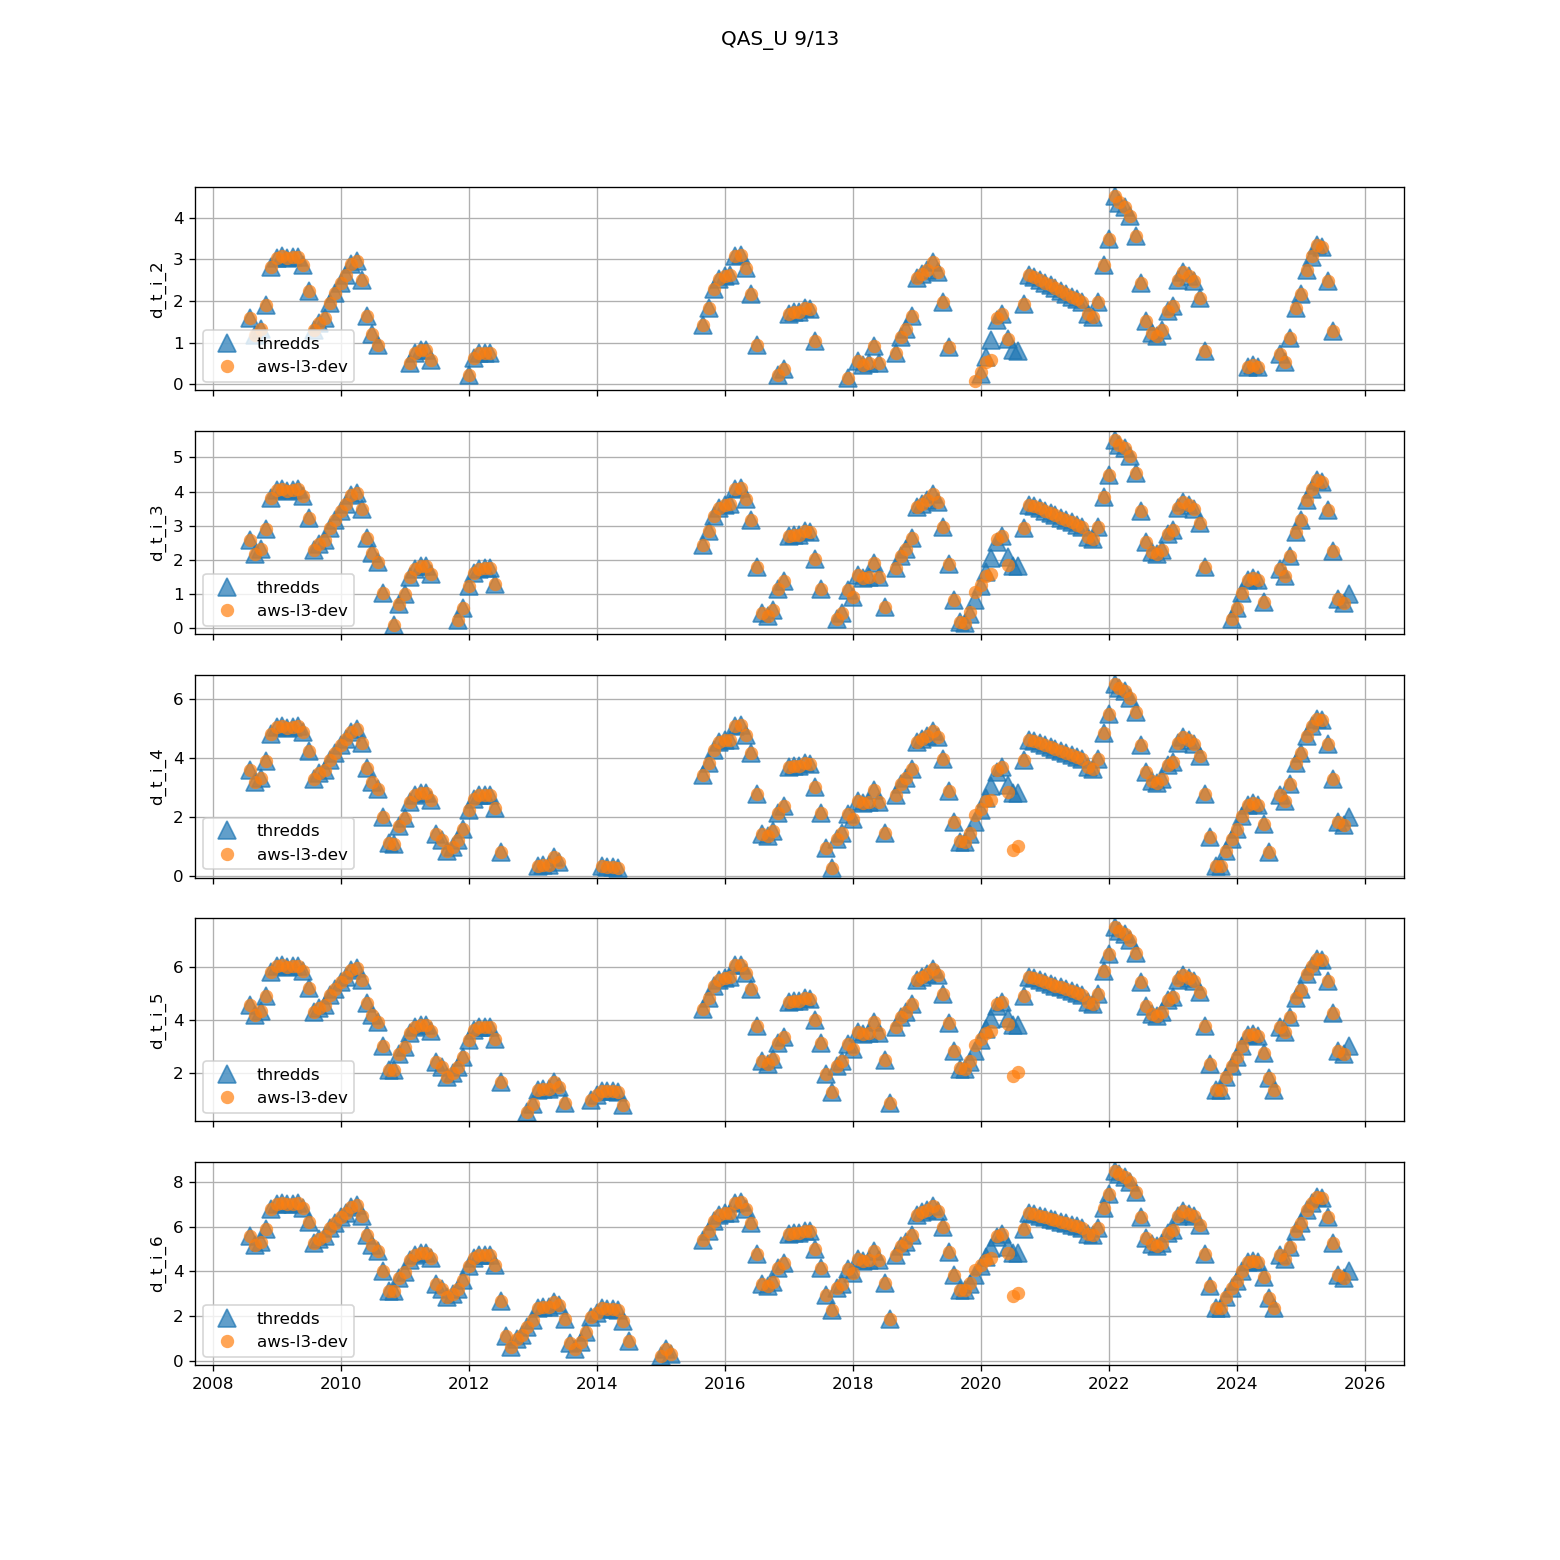 QAS_U 9/13
4
3
2
1
0
d_t_i_2
thredds
aws-l3-dev
5
4
3
2
1
0
d_t_i_3
thredds
aws-l3-dev
6
4
2
0
d_t_i_4
thredds
aws-l3-dev
6
4
2
d_t_i_5
thredds
aws-l3-dev
8
6
4
2
0
d_t_i_6
thredds
aws-l3-dev
2008 2010 2012 2014 2016 2018 2020 2022 2024 2026